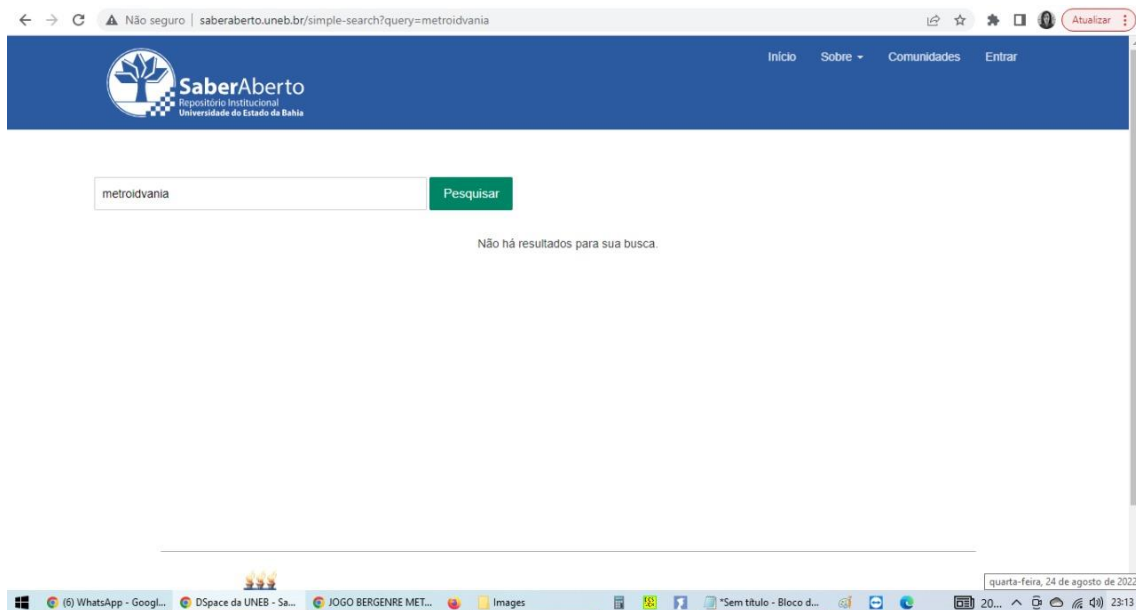 Não seguro | saberaberto.uneb.br/simple-search?query=metroidvania
Atualizar
Início Sobre Comunidades Entrar
SaberAberto
Repositório Institucional
Universidade do Estado da Bahia
metroidvania
Pesquisar
Não há resultados para sua busca.
quarta-feira, 24 de agosto de 2022
(6) WhatsApp - Googl... DSpace da UNEB - Sa... JOGO BERGENRE MET... Images *Sem título - Bloco d... 20... 23:13